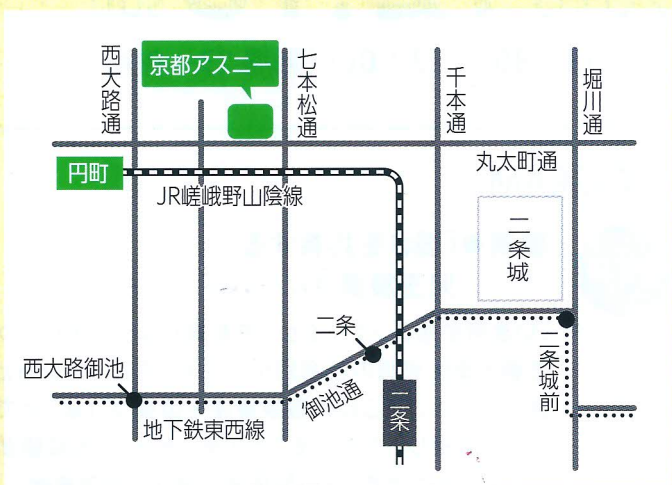 西大路通
京都アスニー
七本松通
千本通
堀川通
丸太町通
円町
JR嵯峨野山陰線
二条城
二条
西大路御池
御池通
二条
二条城前
地下鉄東西線